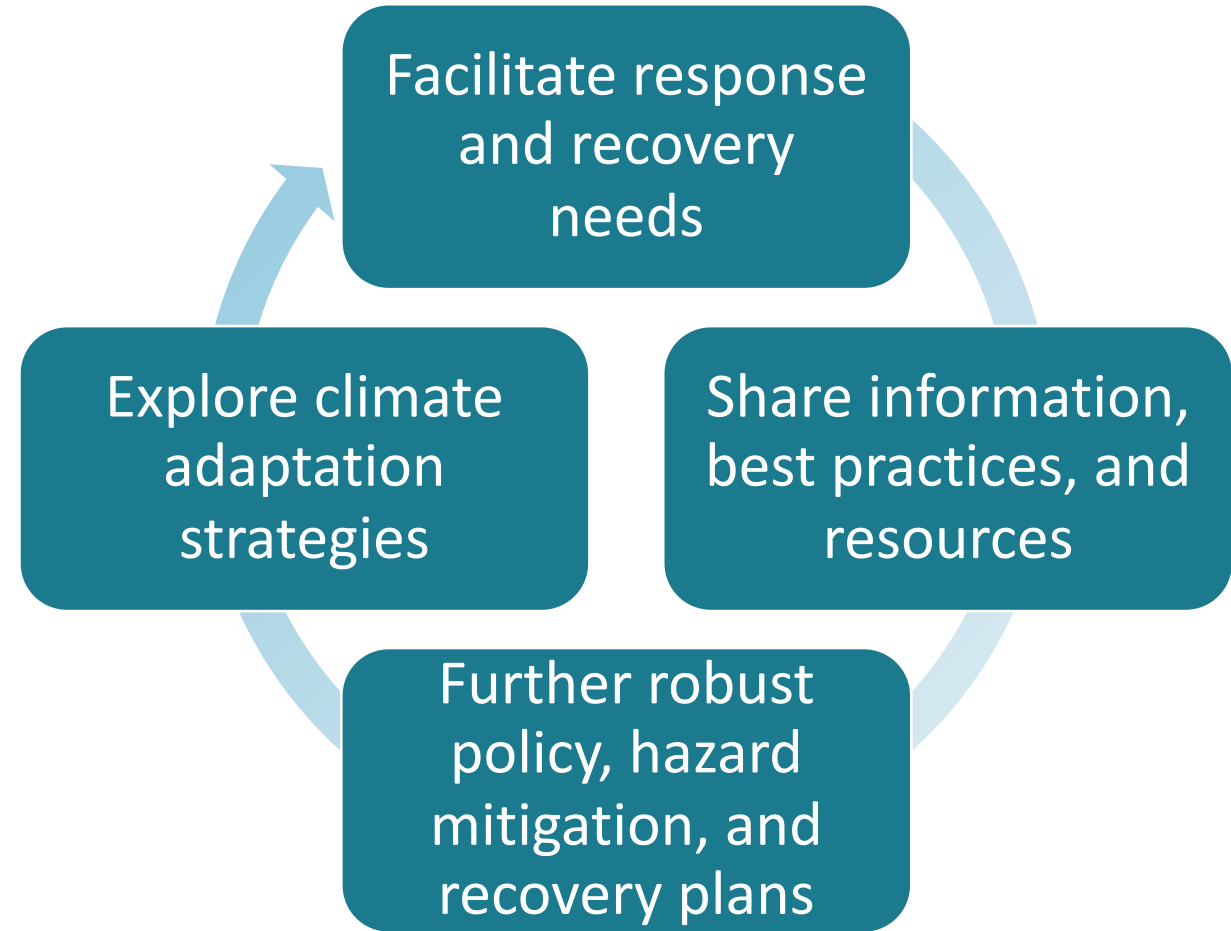 Facilitate response
and recovery
needs
Share information,
best practices, and
resources
Further robust
policy, hazard
mitigation, and
recovery plans
Explore climate
adaptation
strategies